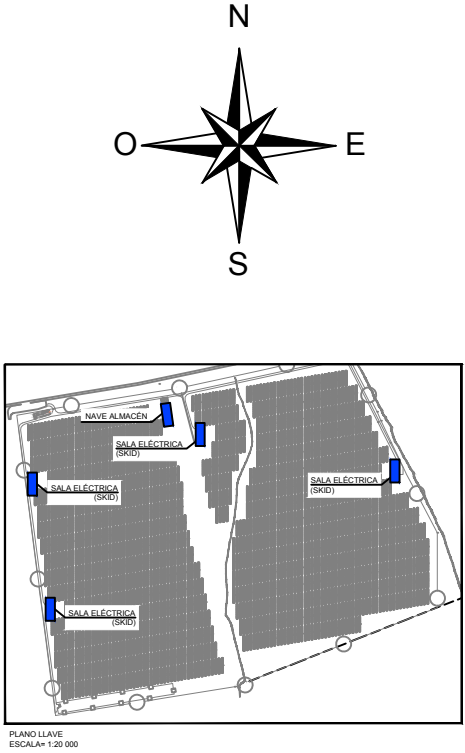 N
O
E
S
NAVE ALMACÉN
SALA ELÉCTRICA
(SKID)
SALA ELÉCTRICA
(SKID)
SALA ELÉCTRICA
(SKID)
SALA ELÉCTRICA
(SKID)
PLANO LLAVE
ESCALA= 1:20 000